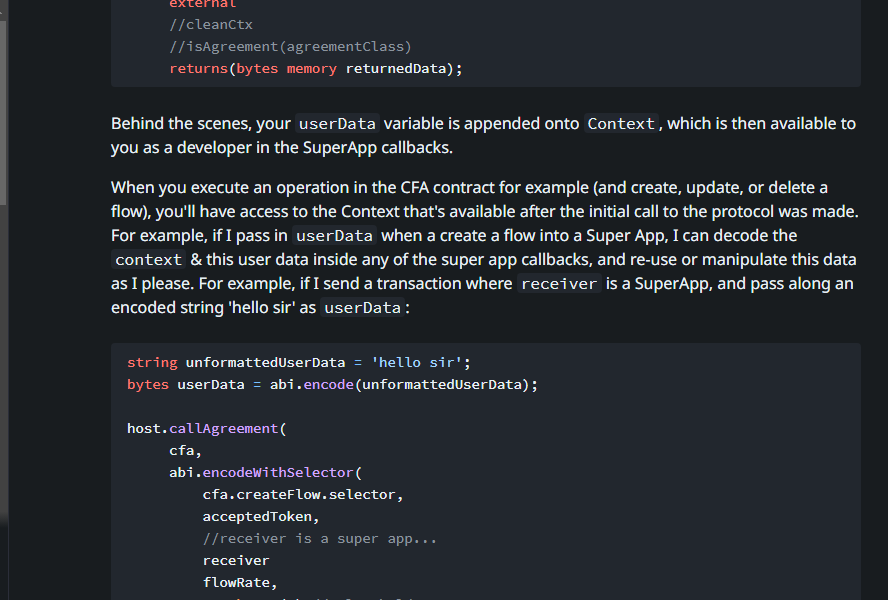 external
//cleanCtx
//isAgreement(agreementClass)
returns(bytes memory returnedData);
Behind the scenes, your userData variable is appended onto Context, which is then available to
you as a developer in the SuperApp callbacks.
When you execute an operation in the CFA contract for example (and create, update, or delete a
flow), you'll have access to the Context that's available after the initial call to the protocol was made.
For example, if I pass in userData when a create a flow into a Super App, I can decode the
context & this user data inside any of the super app callbacks, and re-use or manipulate this data
as I please. For example, if I send a transaction where receiver is a SuperApp, and pass along an
encoded string 'hello sir' as userData:
string unformattedUserData = 'hello sir';
bytes userData = abi.encode(unformattedUserData);
host.callAgreement(
cfa,
abi.encodeWithSelector(
cfa.createFlow.selector,
acceptedToken,
//receiver is a super app...
receiver
flowRate,